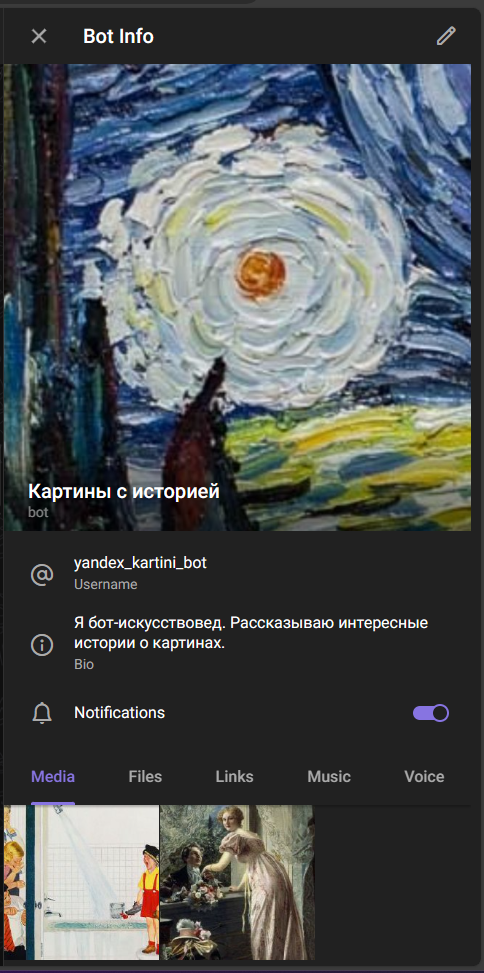 Bot Info
Картины с историей
bot
yandex_kartini_bot
Username
Я бот-искусствовед. Рассказываю интересные
истории о картинах.
Bio
Notifications
Media Files Links Music Voice